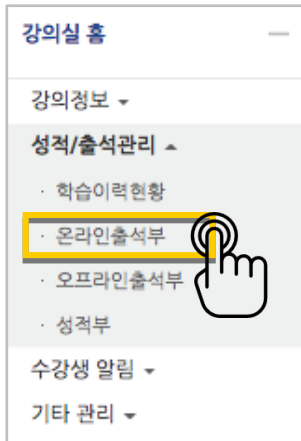 강의실 홈
강의정보
성적/출석관리
· 학습이력현황
· 온라인출석부
· 오프라인출석부
· 성적부
수강생 알림
기타 관리